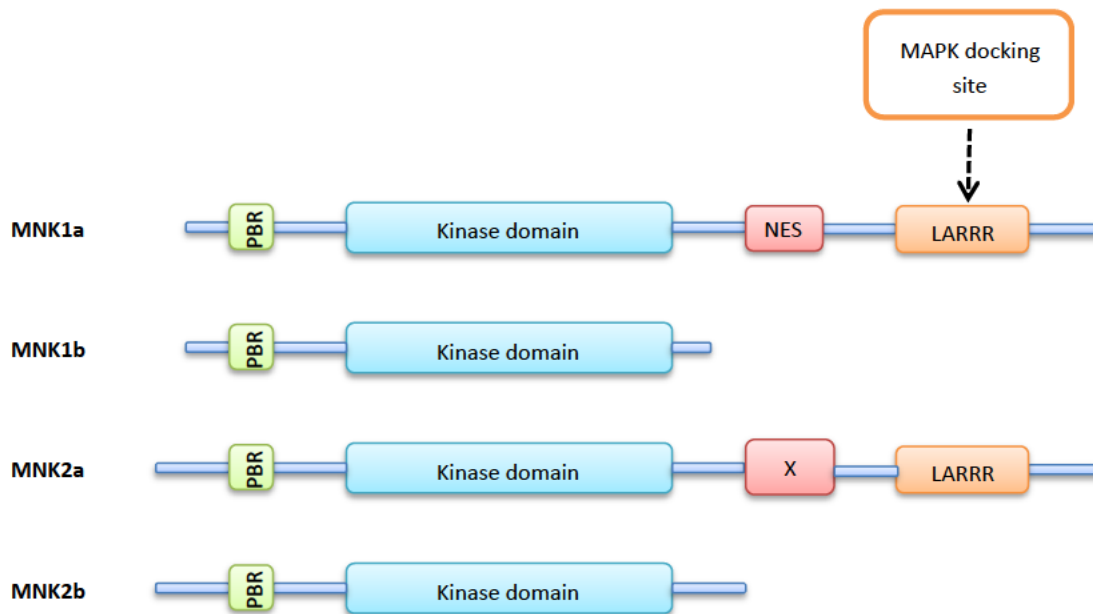 MAPK docking
site
MNK1a PBR Kinase domain NES LARRR
MNK1b PBR Kinase domain
MNK2a PBR Kinase domain X LARRR
MNK2b PBR Kinase domain